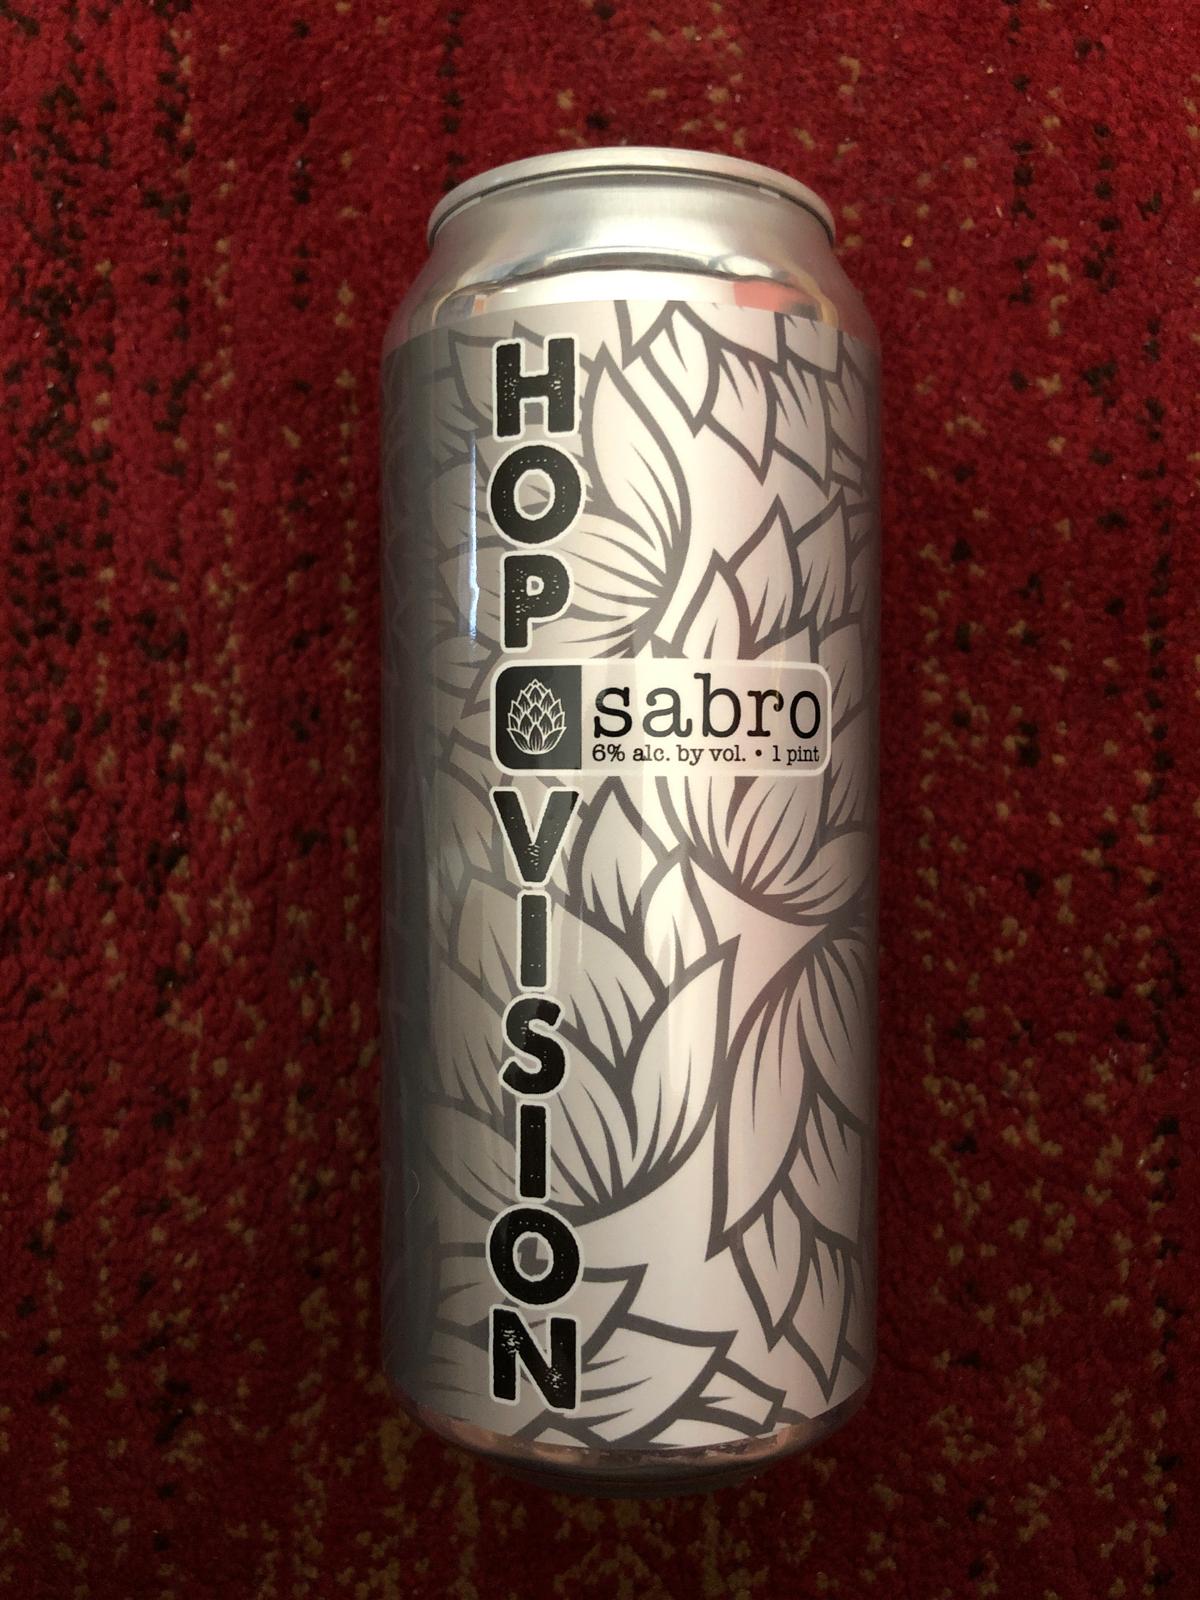 HOP
sabro
6% alc. by vol. • 1 pint
VISION